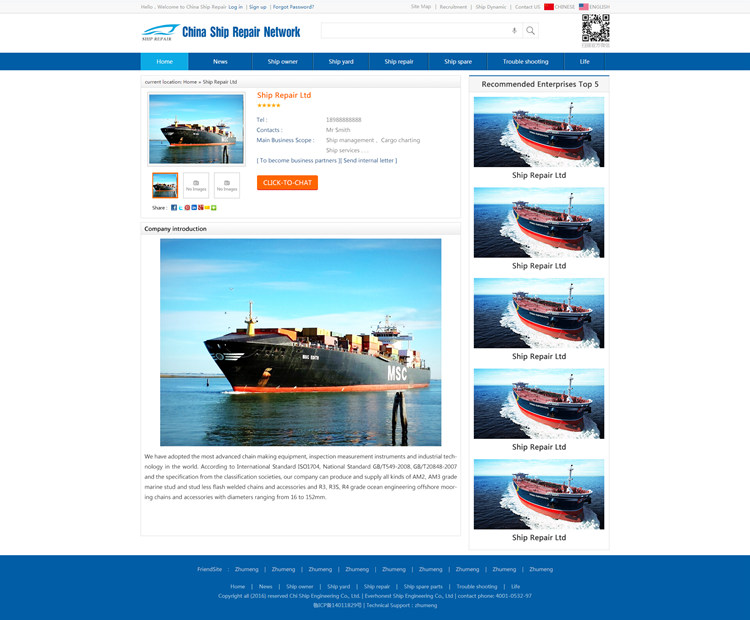 Hello , Welcome to China Ship Repair Log in | Sign up | Forgot Password?
Site Map | Recruitment | Ship Dynamic | Contact US CHINESE ENGLISH
SHIP REPAIR
China Ship Repair Network
扫描官方网站
Home News Ship owner Ship yard Ship repair Ship spare Trouble shooting Life
current location: Home » Ship Repair Ltd
Ship Repair Ltd
★★★★★
Tel : 18988888888
Contacts : Mr Smith
Main Business Scope : Ship management 、 Cargo charting
Ship services ......
[ To become business partners ][ Send internal letter ]
No Images No Images
CLICK-TO-CHAT
Share :
Company introduction
MSC
We have adopted the most advanced chain making equipment, inspection measurement instruments and industrial tech-
nology in the world. According to International Standard ISO1704, National Standard GB/T549-2008, GB/T20848-2007
and the specification from the classification societies, our company can produce and supply all kinds of AM2, AM3 grade
marine stud and stud less flash welded chains and accessories and R3, R3S, R4 grade ocean engineering offshore moor-
ing chains and accessories with diameters ranging from 16 to 152mm.
Recommended Enterprises Top 5
Ship Repair Ltd
Ship Repair Ltd
Ship Repair Ltd
Ship Repair Ltd
Ship Repair Ltd
FriendSite : Zhumeng | Zhumeng | Zhumeng | Zhumeng | Zhumeng | Zhumeng | Zhumeng | Zhumeng | Zhumeng
Home | News | Ship owner | Ship yard | Ship repair | Ship spare parts | Trouble shooting | Life
Copyright all (2016) reserved Chi Ship Engineering Co., Ltd. | Everhonest Ship Engineering Co., Ltd | contact phone: 4001-0532-97
鲁ICP备14011829号 | Technical Support : zhumeng